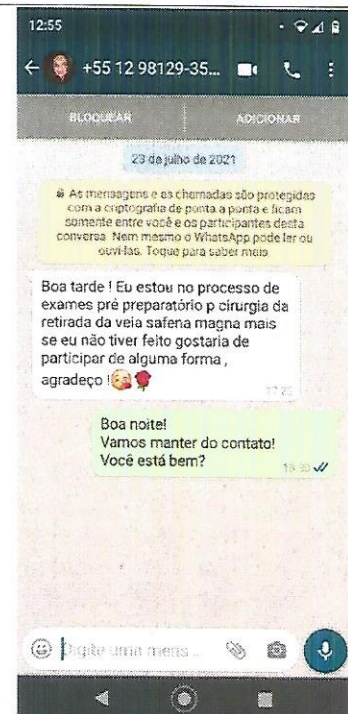 12:55
+55 12 98129-35...
BLOQUEAR
ADICIONAR
23 de julho de 2021
As mensagens e as chamadas são protegidas
com a criptografia de ponta a ponta e ficam
somente entre você e os participantes desta
conversa. Nem mesmo o WhatsApp pode ler ou
ouvi-las. Toque para saber mais.
Boa tarde ! Eu estou no processo de
exames pré preparatório p cirurgia da
retirada da veia safena magna mais
se eu não tiver feito gostaria de
participar de alguma forma ,
agradeço !🥰🌹
Boa noite!
Vamos manter do contato!
Você está bem?
Digite uma mens...